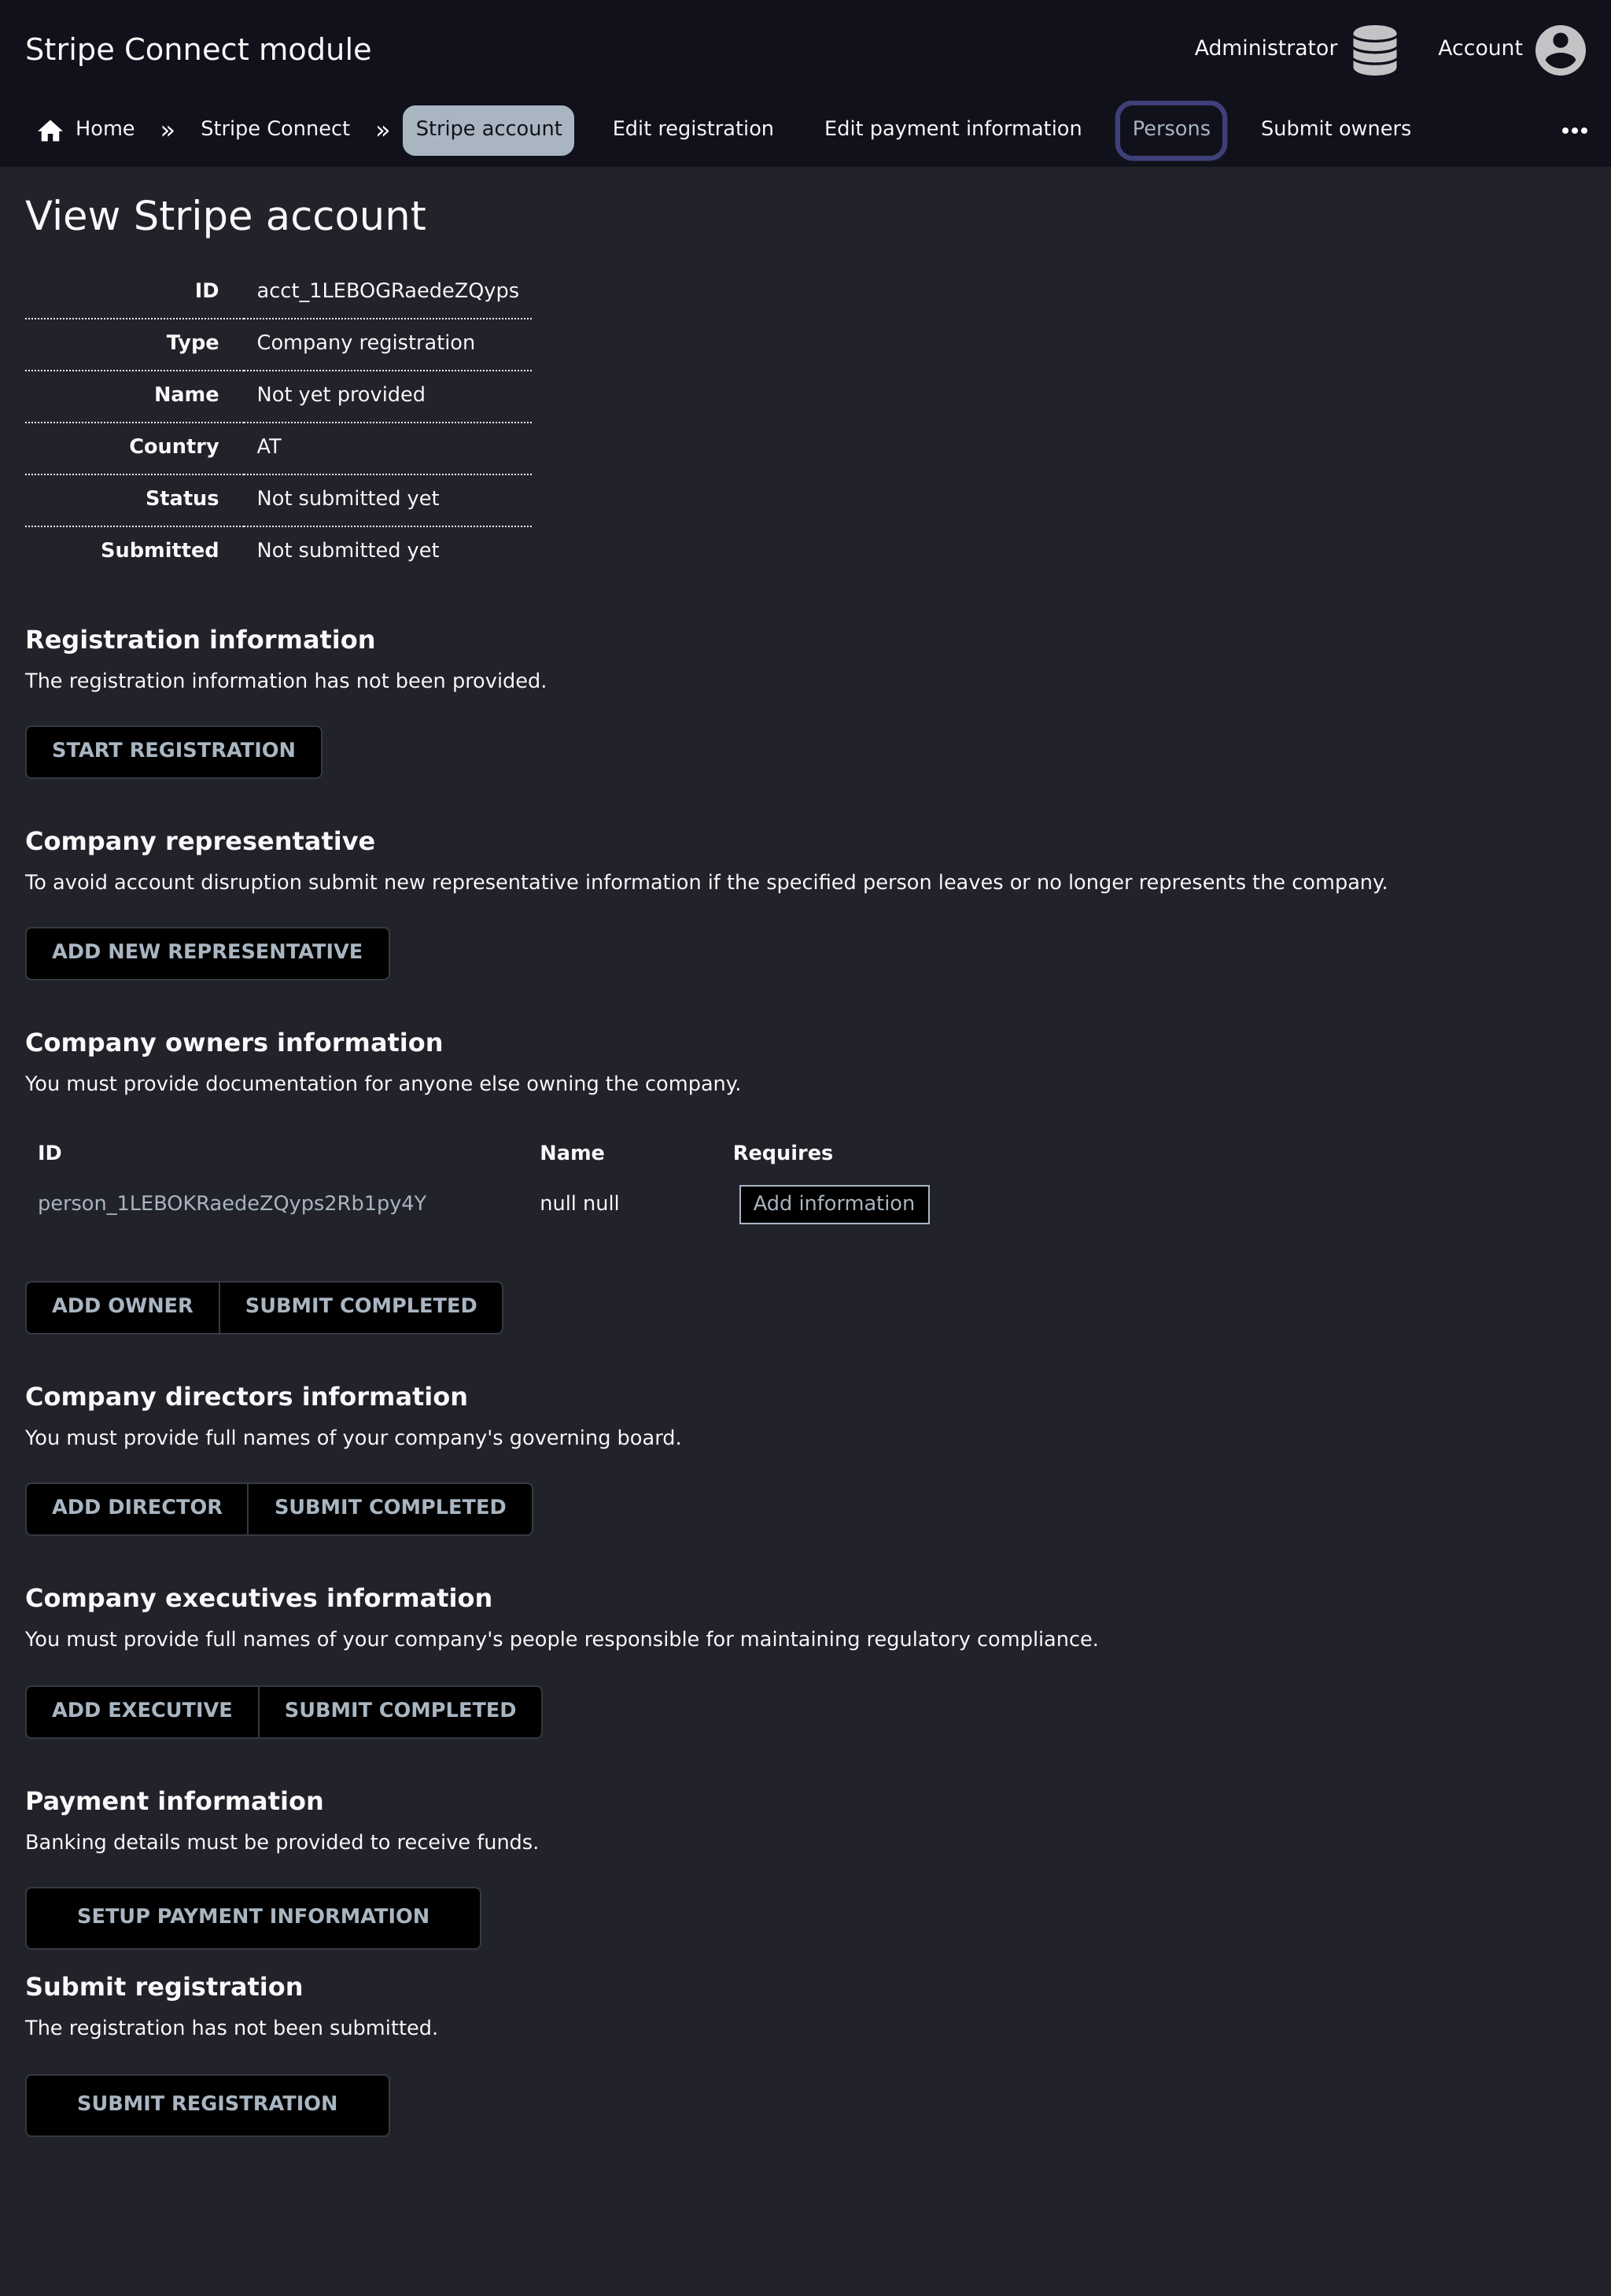 Stripe Connect module
Administrator
Account
Home » Stripe Connect » Stripe account Edit registration Edit payment information Persons Submit owners •••
View Stripe account
ID acct_1LEBOGRaedeZQyps
Type Company registration
Name Not yet provided
Country AT
Status Not submitted yet
Submitted Not submitted yet
Registration information
The registration information has not been provided.
START REGISTRATION
Company representative
To avoid account disruption submit new representative information if the specified person leaves or no longer represents the company.
ADD NEW REPRESENTATIVE
Company owners information
You must provide documentation for anyone else owning the company.
ID Name Requires
person_1LEBOKRaedeZQyps2Rb1py4Y null null Add information
ADD OWNER SUBMIT COMPLETED
Company directors information
You must provide full names of your company's governing board.
ADD DIRECTOR SUBMIT COMPLETED
Company executives information
You must provide full names of your company's people responsible for maintaining regulatory compliance.
ADD EXECUTIVE SUBMIT COMPLETED
Payment information
Banking details must be provided to receive funds.
SETUP PAYMENT INFORMATION
Submit registration
The registration has not been submitted.
SUBMIT REGISTRATION